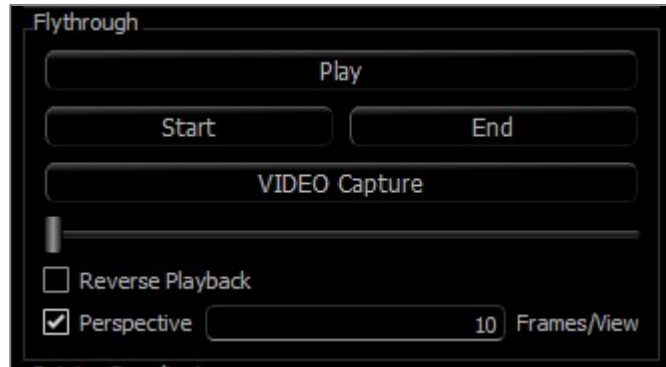 Flythrough
Play
Start End
VIDEO Capture
Reverse Playback
Perspective 10 Frames/View